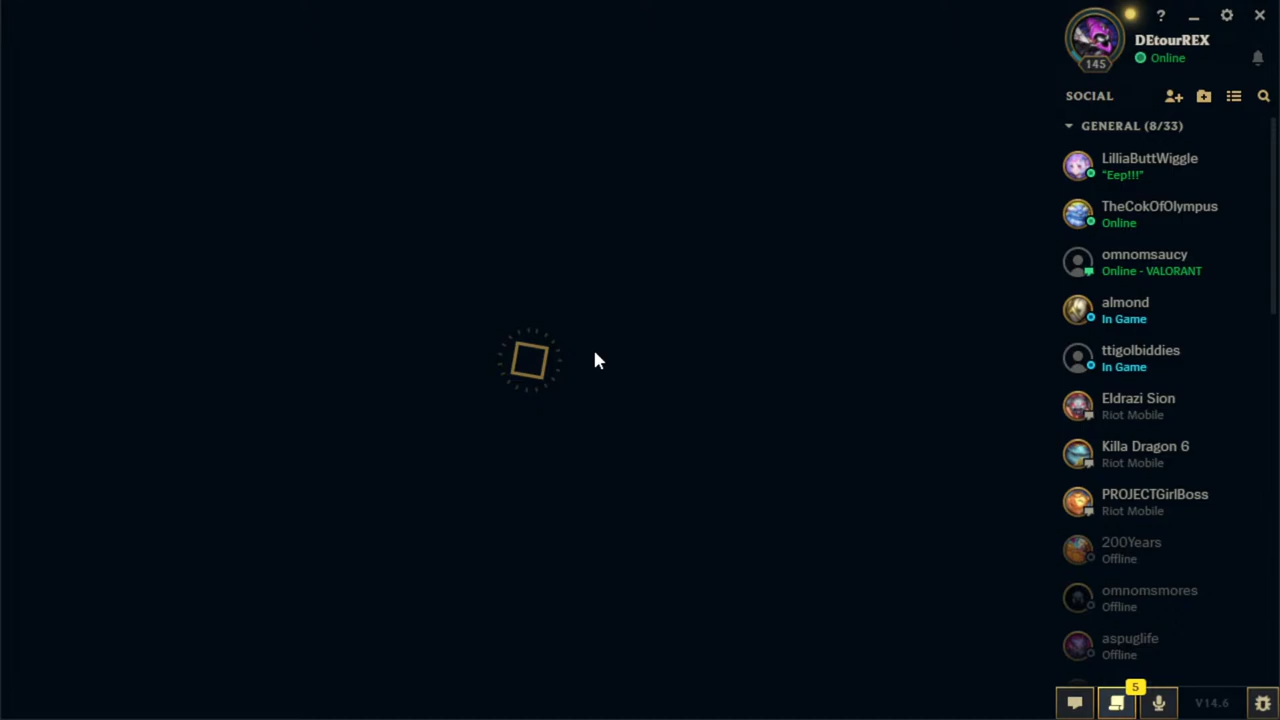 ?
DEtourREX
145
Online
SOCIAL
GENERAL (8/33)
LilliaButtWiggle
"Eep!!!"
TheCokOfOlympus
Online
omnomsaucy
Online - VALORANT
almond
In Game
ttigolbiddies
In Game
Eldrazi Sion
Riot Mobile
Killa Dragon 6
Riot Mobile
PROJECTGirlBoss
Riot Mobile
200Years
Offline
omnomsmores
Offline
aspuglife
Offline
5
V14.6